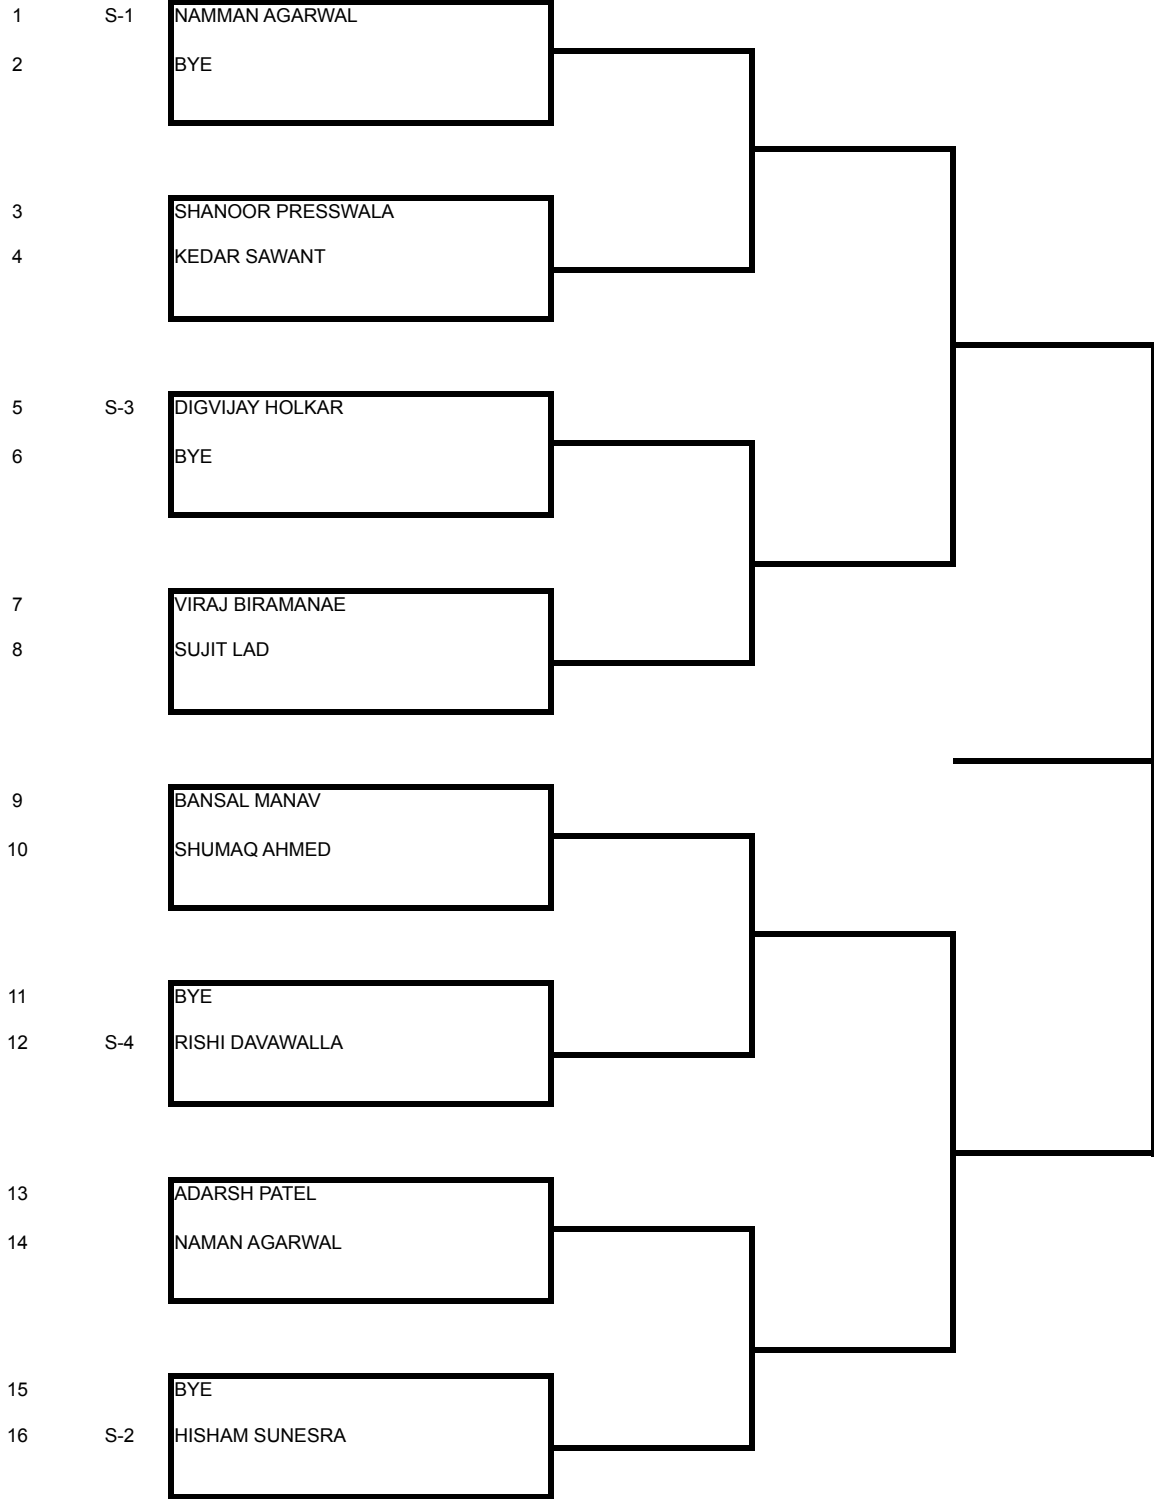 1 S-1 NAMMAN AGARWAL
2 BYE
3 SHANOOR PRESSWALA
4 KEDAR SAWANT
5 S-3 DIGVIJAY HOLKAR
6 BYE
7 VIRAJ BIRAMANAE
8 SUJIT LAD
9 BANSAL MANAV
10 SHUMAQ AHMED
11 BYE
12 S-4 RISHI DAVAWALLA
13 ADARSH PATEL
14 NAMAN AGARWAL
15 BYE
16 S-2 HISHAM SUNESRA